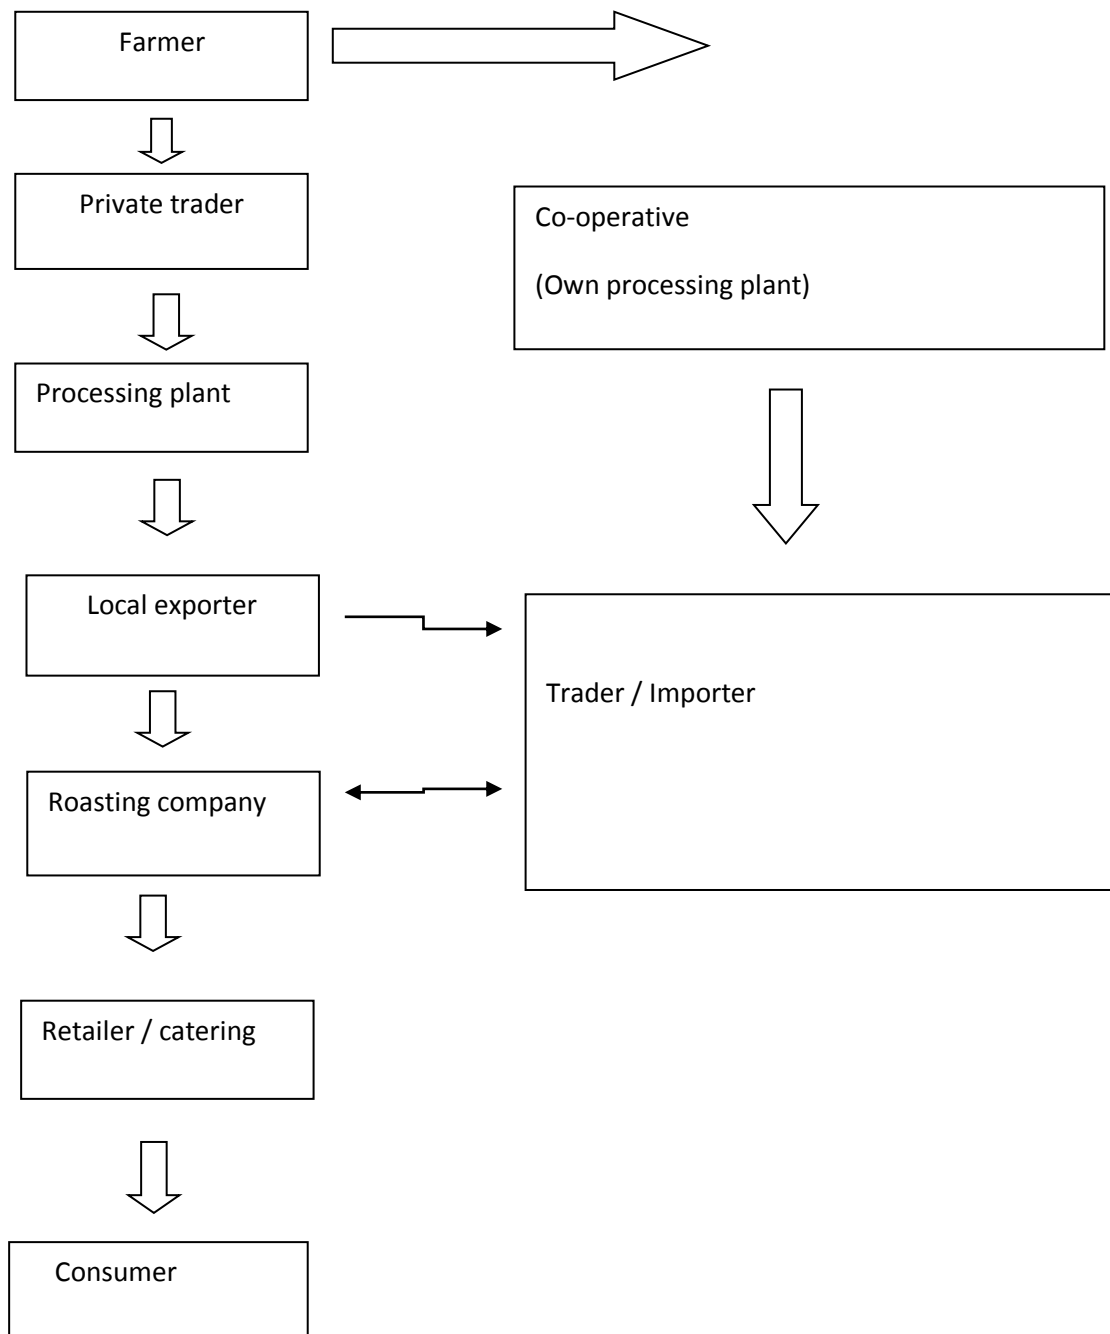 Farmer
Private trader
Co-operative
(Own processing plant)
Processing plant
Local exporter
Trader / Importer
Roasting company
Retailer / catering
Consumer